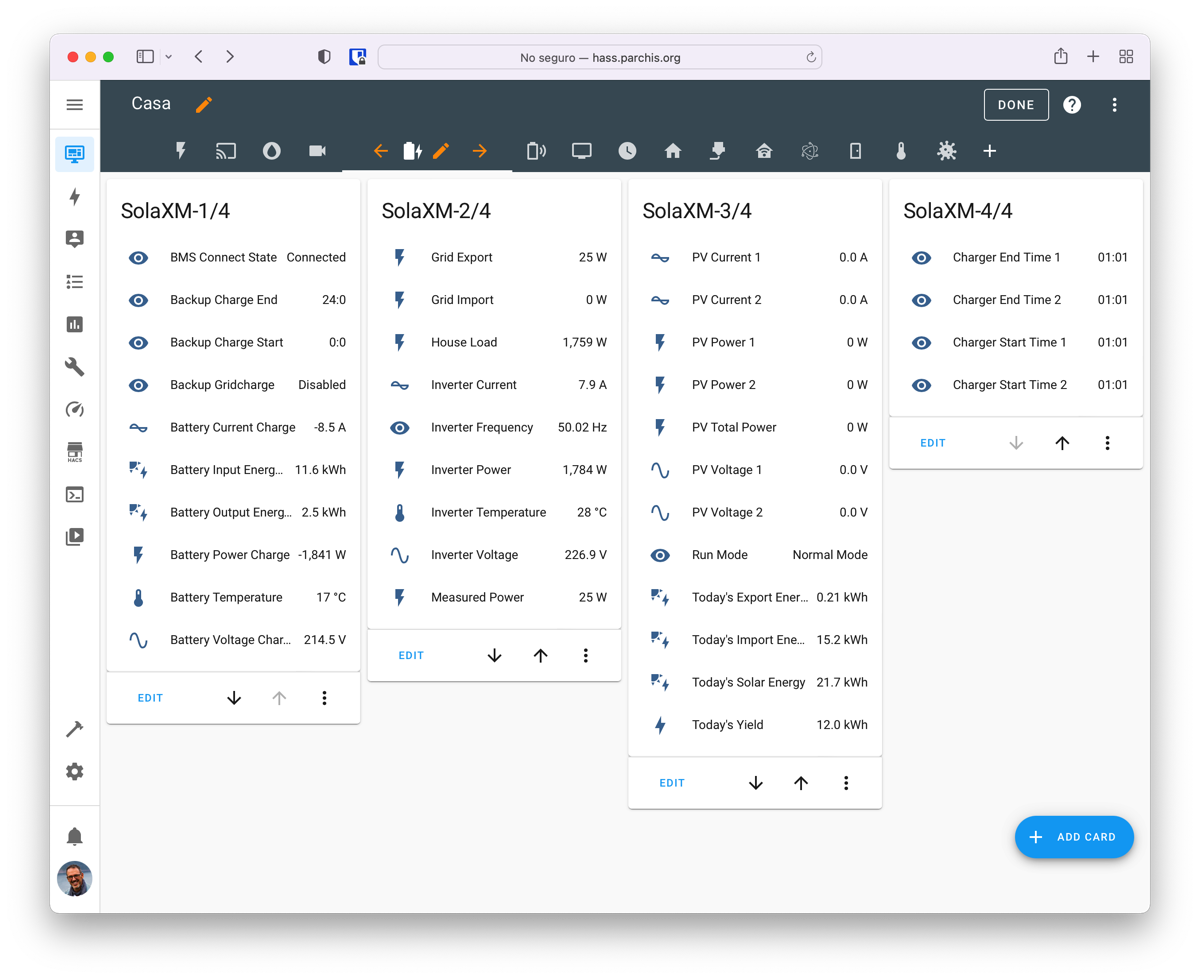 No seguro — hass.parchis.org
Casa
DONE
HACS
SolaXM-1/4
BMS Connect State Connected
Backup Charge End 24:0
Backup Charge Start 0:0
Backup Gridcharge Disabled
Battery Current Charge -8.5 A
Battery Input Energ... 11.6 kWh
Battery Output Energ... 2.5 kWh
Battery Power Charge -1,841 W
Battery Temperature 17 °C
Battery Voltage Char... 214.5 V
EDIT
SolaXM-2/4
Grid Export 25 W
Grid Import 0 W
House Load 1,759 W
Inverter Current 7.9 A
Inverter Frequency 50.02 Hz
Inverter Power 1,784 W
Inverter Temperature 28 °C
Inverter Voltage 226.9 V
Measured Power 25 W
EDIT
SolaXM-3/4
PV Current 1 0.0 A
PV Current 2 0.0 A
PV Power 1 0 W
PV Power 2 0 W
PV Total Power 0 W
PV Voltage 1 0.0 V
PV Voltage 2 0.0 V
Run Mode Normal Mode
Today's Export Ener... 0.21 kWh
Today's Import Ene... 15.2 kWh
Today's Solar Energy 21.7 kWh
Today's Yield 12.0 kWh
EDIT
SolaXM-4/4
Charger End Time 1 01:01
Charger End Time 2 01:01
Charger Start Time 1 01:01
Charger Start Time 2 01:01
EDIT
ADD CARD